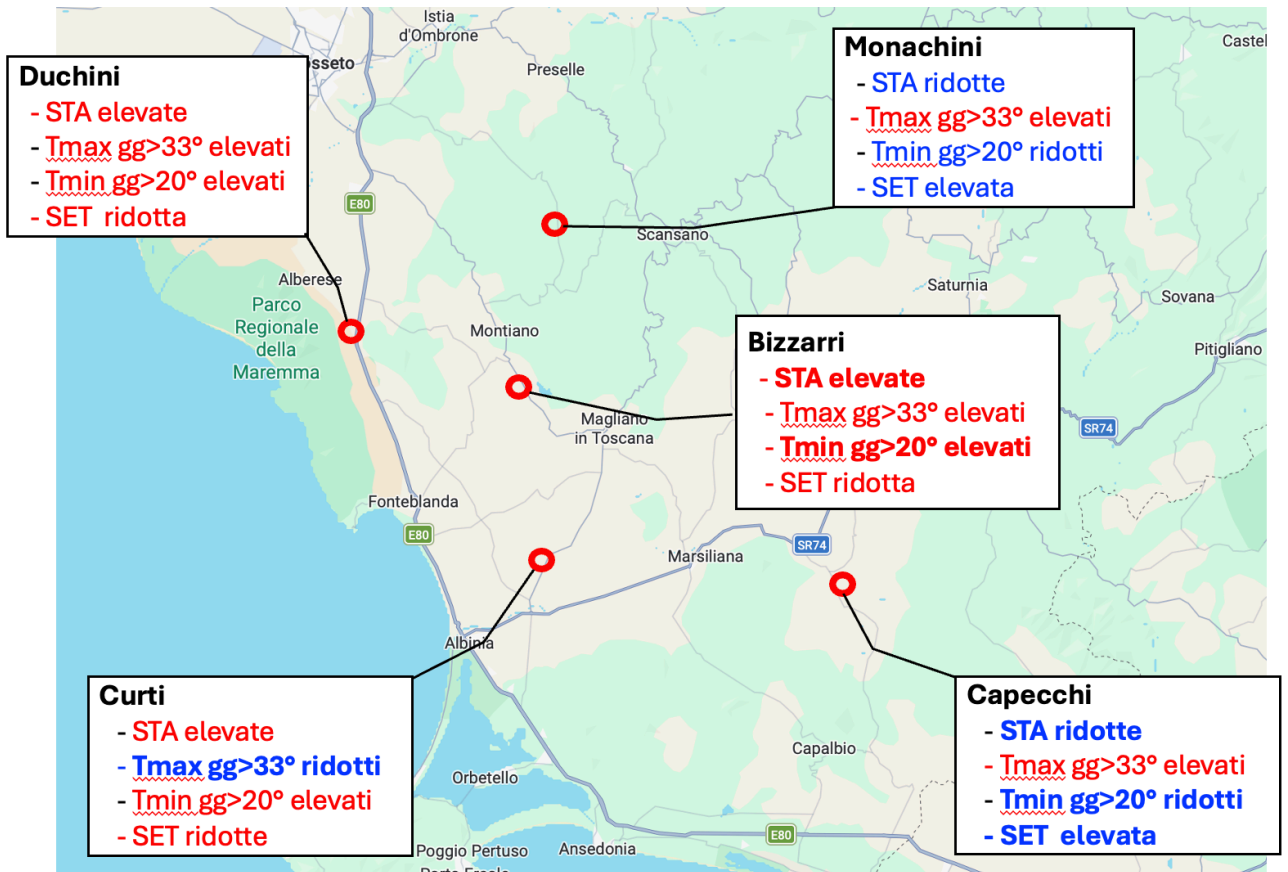 Istia
d'Ombrone
Castel
Preselle
Duchini
- STA elevate
- Tmax gg>33° elevati
- Tmin gg>20° elevati
- SET ridotta
Monachini
- STA ridotte
- Tmax gg>33° elevati
- Tmin gg>20° ridotti
- SET elevata
E80
Scansano
Alberese
Saturnia
Sovana
Parco
Regionale
della
Maremma
Montiano
Pitigliano
Bizzarri
- STA elevate
- Tmax gg>33° elevati
- Tmin gg>20° elevati
- SET ridotta
Magliano
in Toscana
SR74
Fonteblanda
E80
SR74
Marsiliana
Albinia
Curti
- STA elevate
- Tmax gg>33° ridotti
- Tmin gg>20° elevati
- SET ridotte
Capecchi
- STA ridotte
- Tmax gg>33° elevati
- Tmin gg>20° ridotti
- SET elevata
Capalbio
Orbetello
E80
Poggio Pertuso
Ansedonia